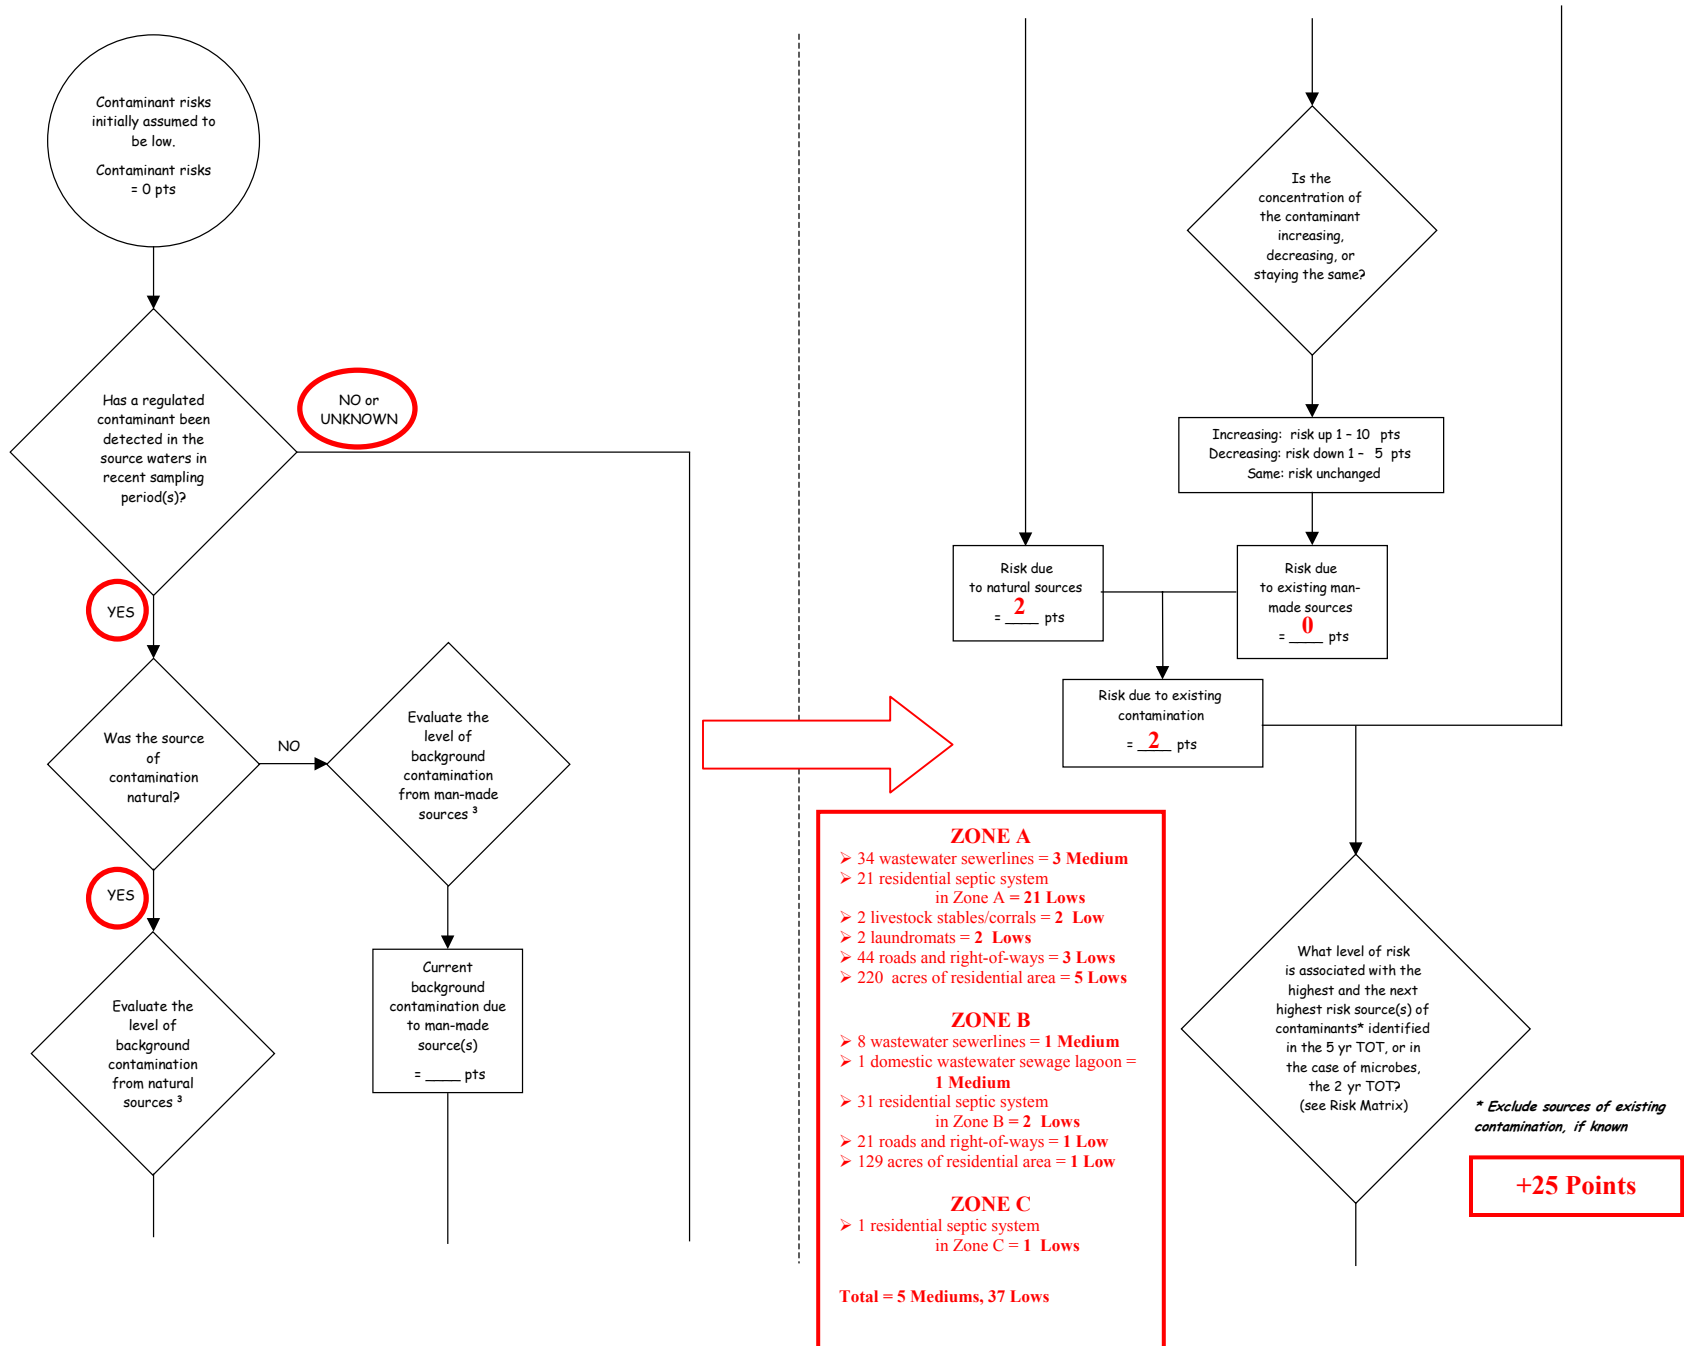 Contaminant risks
initially assumed to
be low.
Contaminant risks
= 0 pts
Has a regulated
contaminant been
detected in the
source waters in
recent sampling
period(s)?
NO or
UNKNOWN
YES
Was the source
of
contamination
natural?
NO
Evaluate the
level of
background
contamination
from man-made
sources ³
YES
Evaluate the
level of
background
contamination
from natural
sources ³
Current
background
contamination due
to man-made
source(s)
= ____ pts
Is the
concentration of
the contaminant
increasing,
decreasing, or
staying the same?
Increasing: risk up 1 – 10 pts
Decreasing: risk down 1 – 5 pts
Same: risk unchanged
Risk due
to natural sources
= 2 pts
Risk due
to existing man-
made sources
= 0 pts
Risk due to existing
contamination
= 2 pts
ZONE A
➢ 34 wastewater sewerlines = 3 Medium
➢ 21 residential septic system
in Zone A = 21 Lows
➢ 2 livestock stables/corrals = 2 Low
➢ 2 laundromats = 2 Lows
➢ 44 roads and right-of-ways = 3 Lows
➢ 220 acres of residential area = 5 Lows
ZONE B
➢ 8 wastewater sewerlines = 1 Medium
➢ 1 domestic wastewater sewage lagoon =
1 Medium
➢ 31 residential septic system
in Zone B = 2 Lows
➢ 21 roads and right-of-ways = 1 Low
➢ 129 acres of residential area = 1 Low
ZONE C
➢ 1 residential septic system
in Zone C = 1 Lows
Total = 5 Mediums, 37 Lows
What level of risk
is associated with the
highest and the next
highest risk source(s) of
contaminants* identified
in the 5 yr TOT, or in
the case of microbes,
the 2 yr TOT?
(see Risk Matrix)
* Exclude sources of existing
contamination, if known
+25 Points